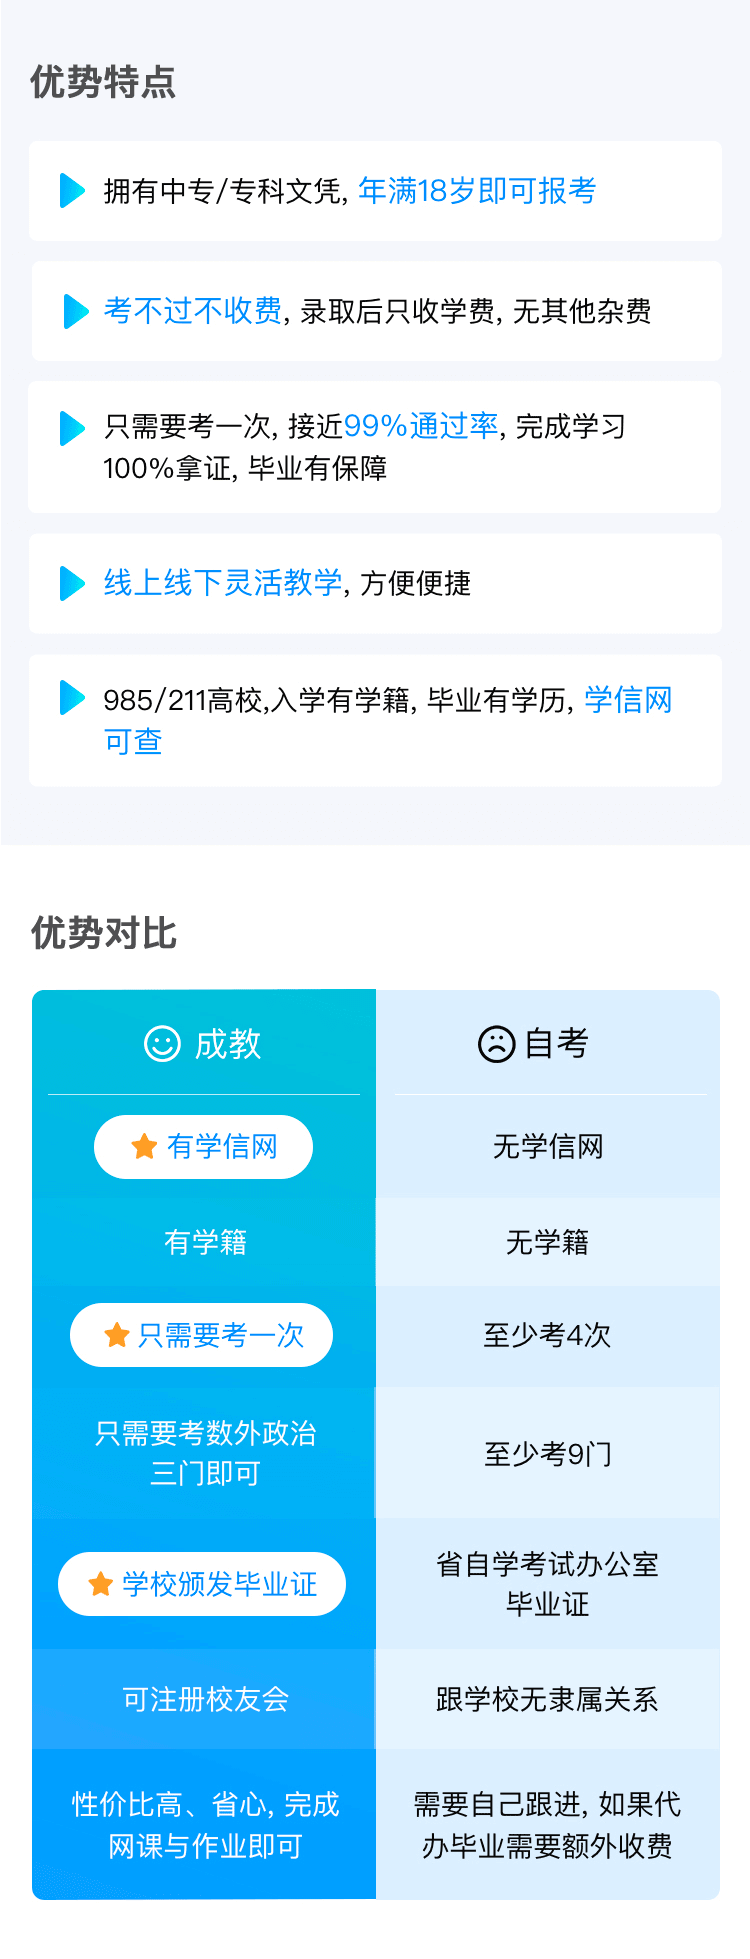 优势特点
拥有中专/专科文凭, 年满18岁即可报考
考不过不收费, 录取后只收学费, 无其他杂费
只需要考一次, 接近99%通过率, 完成学习
100%拿证, 毕业有保障
线上线下灵活教学, 方便便捷
985/211高校,入学有学籍, 毕业有学历, 学信网
可查
优势对比
成教
自考
有学信网
无学信网
有学籍
无学籍
只需要考一次
至少考4次
只需要考数外政治
三门即可
至少考9门
学校颁发毕业证
省自学考试办公室
毕业证
可注册校友会
跟学校无隶属关系
性价比高、省心, 完成
网课与作业即可
需要自己跟进, 如果代
办毕业需要额外收费